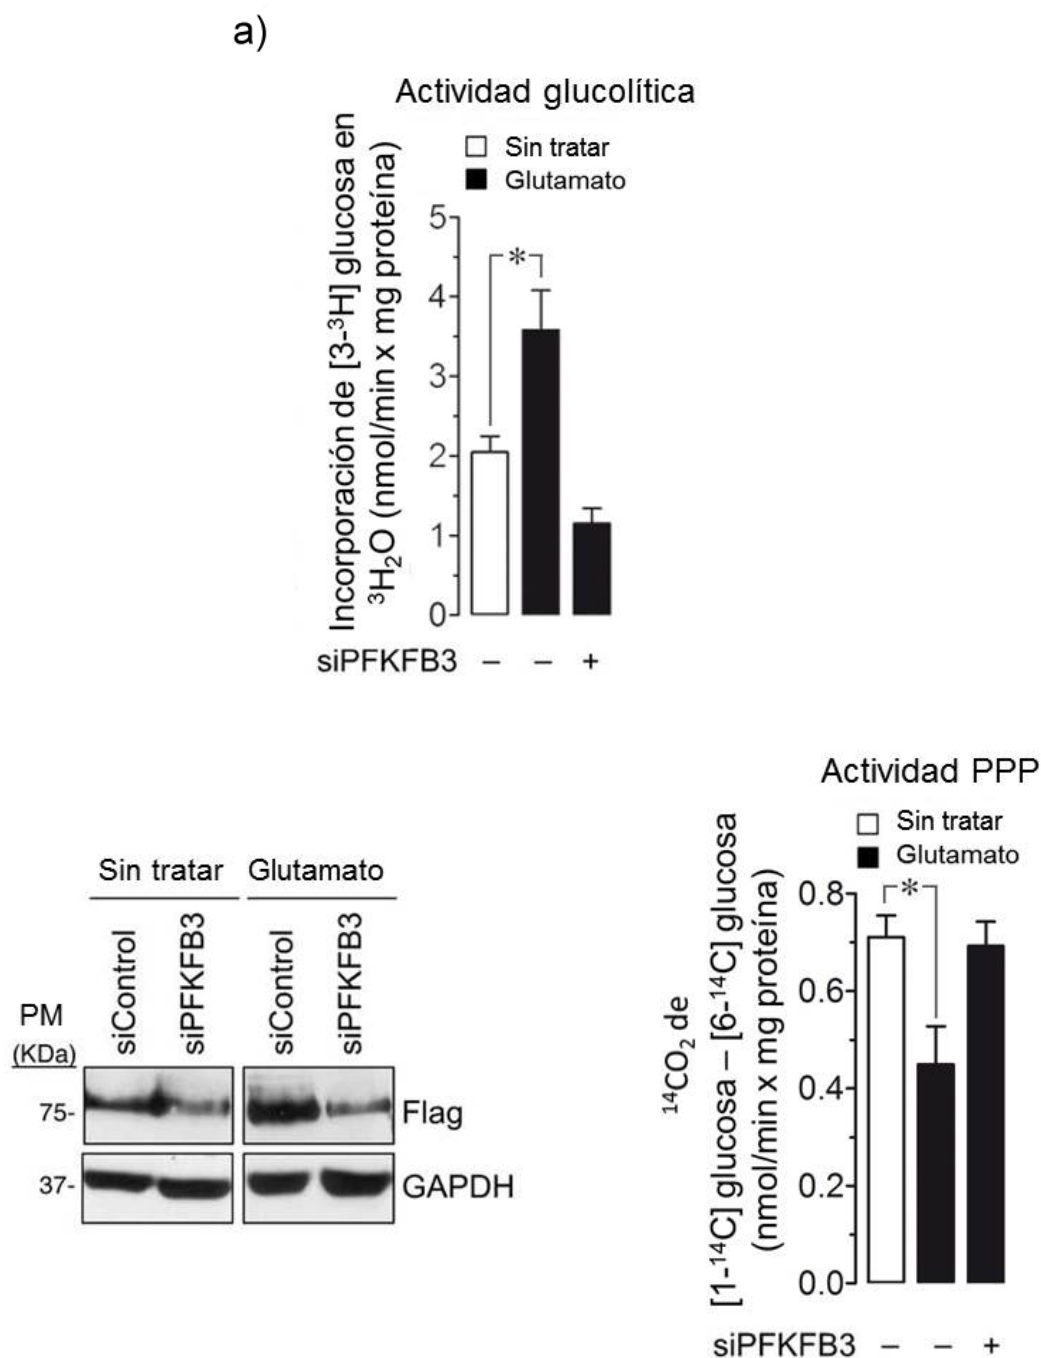 a)
Actividad glucolítica
Sin tratar
Glutamato
Incorporación de [3-³H] glucosa en
³H₂O (nmol/min x mg proteína)
5
4
3
2
1
0
siPFKFB3 – – +
*
Sin tratar Glutamato
siControl siPFKFB3 siControl siPFKFB3
PM
(KDa)
75- Flag
37- GAPDH
Actividad PPP
Sin tratar
Glutamato
¹⁴CO₂ de
[1-¹⁴C] glucosa – [6-¹⁴C] glucosa
(nmol/min x mg proteína)
0.8
0.6
0.4
0.2
0.0
*
siPFKFB3 – – +